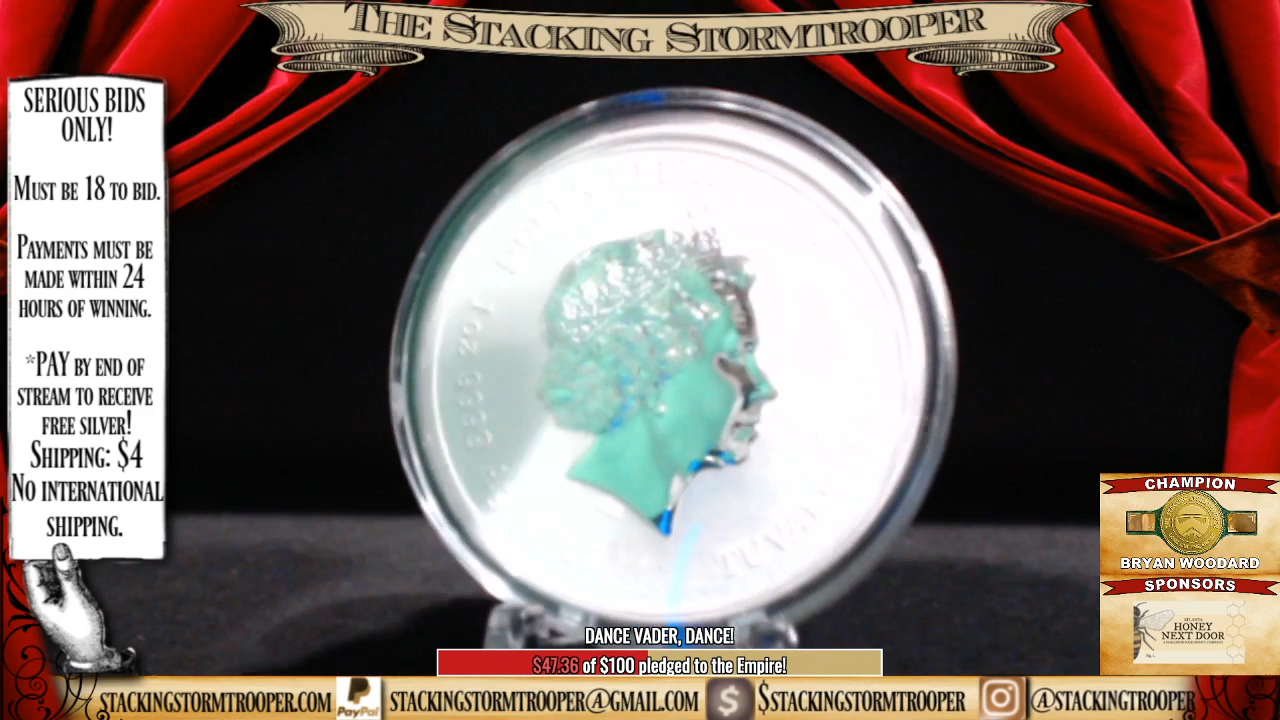 The Stacking Stormtrooper
SERIOUS BIDS
ONLY!
MUST BE 18 TO BID.
PAYMENTS MUST BE
MADE WITHIN 24
HOURS OF WINNING.
*PAY BY END OF
STREAM TO RECEIVE
FREE SILVER!
SHIPPING: $4
NO INTERNATIONAL
SHIPPING.
TUVALU
CHAMPION
BRYAN WOODARD
SPONSORS
ATLANTA
HONEY
NEXT DOOR
DANCE VADER, DANCE!
$47.36 of $100 pledged to the Empire!
STACKINGSTORMTROOPER.COM
PayPal
STACKINGSTORMTROOPER@GMAIL.COM
$
$STACKINGSTORMTROOPER
@STACKINGTROOPER